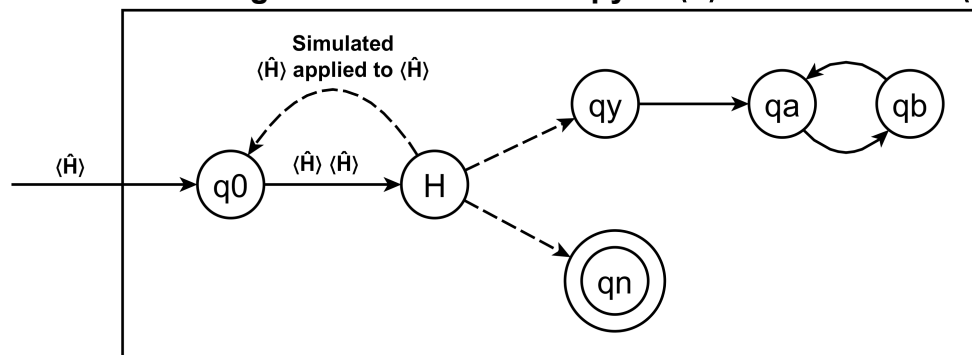 Simulated
⟨Ĥ⟩ applied to ⟨Ĥ⟩
qy
qa
qb
⟨Ĥ⟩
q0
⟨Ĥ⟩ ⟨Ĥ⟩
H
qn